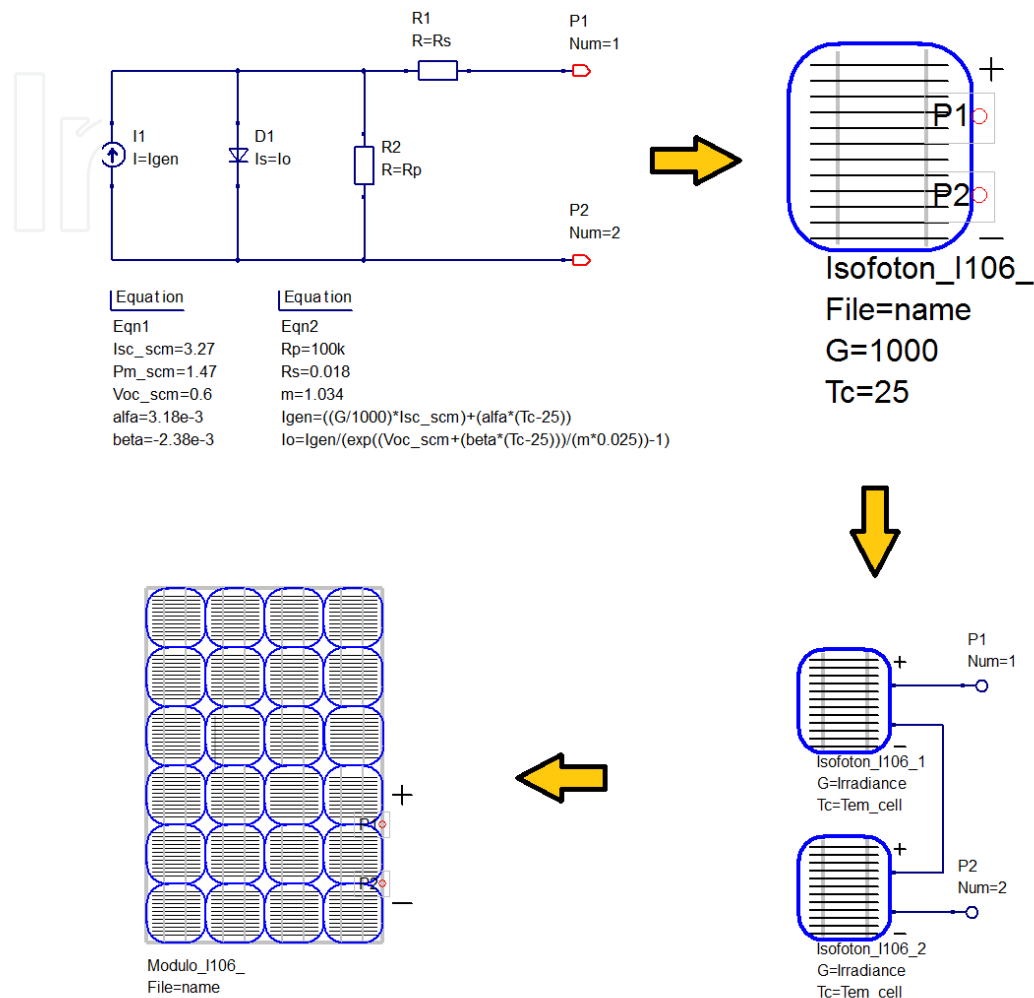 R1
R=Rs
P1
Num=1
I1
I=Igen
D1
Is=Io
R2
R=Rp
P2
Num=2
Equation
Eqn1
Isc_scm=3.27
Pm_scm=1.47
Voc_scm=0.6
alfa=3.18e-3
beta=-2.38e-3
Equation
Eqn2
Rp=100k
Rs=0.018
m=1.034
Igen=((G/1000)*Isc_scm)+(alfa*(Tc-25))
Io=Igen/(exp((Voc_scm+(beta*(Tc-25)))/(m*0.025))-1)
+
P1
P2
−
Isofoton_I106_
File=name
G=1000
Tc=25
P1
Num=1
+
−
Isofoton_I106_1
G=Irradiance
Tc=Tem_cell
+
P2
Num=2
−
Isofoton_I106_2
G=Irradiance
Tc=Tem_cell
+
P1
P2
−
Modulo_I106_
File=name